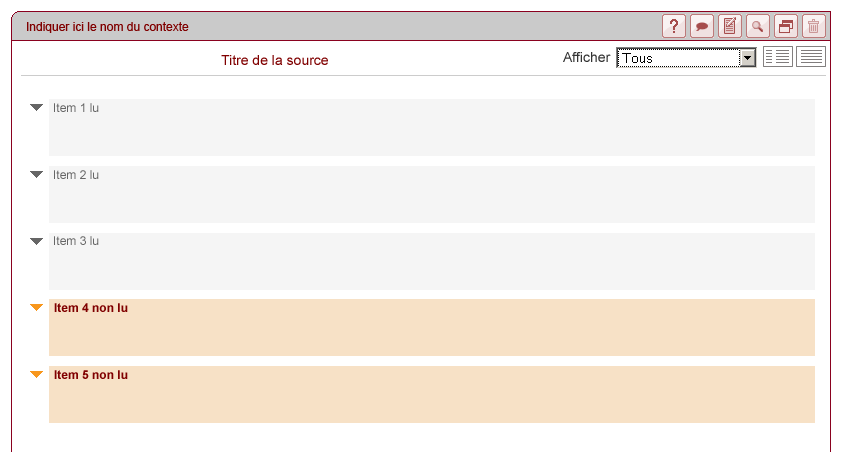 Indiquer ici le nom du contexte
?
Titre de la source
Afficher Tous
Item 1 lu
Item 2 lu
Item 3 lu
Item 4 non lu
Item 5 non lu